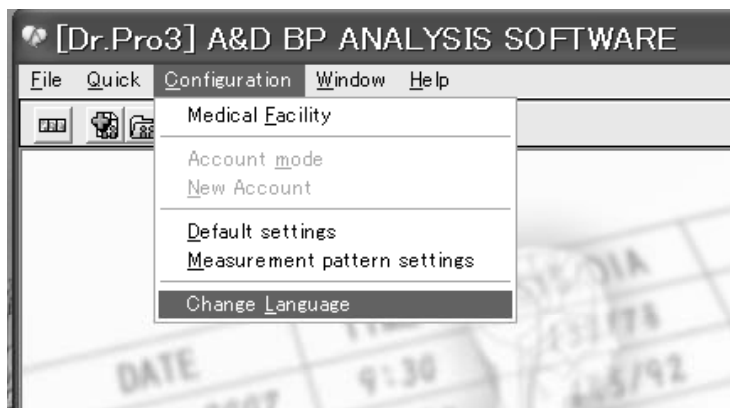 [Dr.Pro3] A&D BP ANALYSIS SOFTWARE
File Quick Configuration Window Help
Medical Facility
Account mode
New Account
Default settings
Measurement pattern settings
Change Language
DIA
DATE
9:30